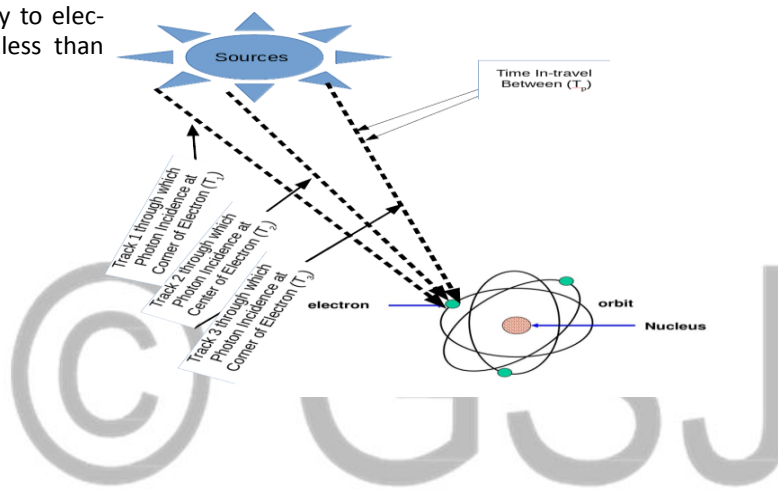 y to elec-
less than
Sources
Time In-travel
Between (Tp)
Track 1 through which
Photon Incidence at
Corner of Electron (T1)
Track 2 through which
Photon Incidence at
Center of Electron (T2)
Track 3 through which
Photon Incidence at
Corner of Electron (T3)
electron
orbit
Nucleus
© GSJ